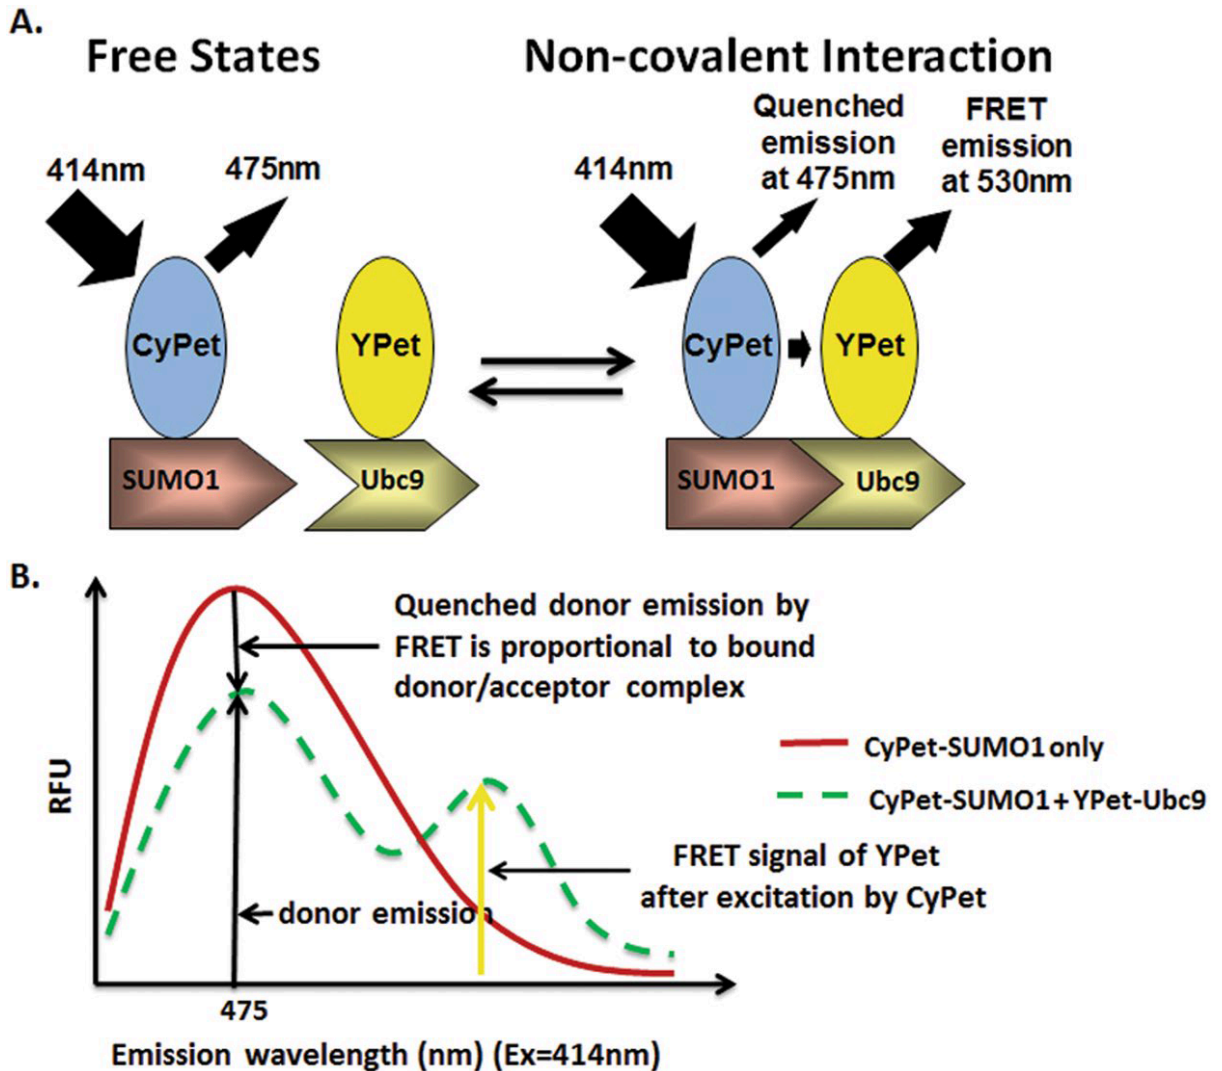 A.
Free States
Non-covalent Interaction
414nm
475nm
414nm
Quenched
emission
at 475nm
FRET
emission
at 530nm
CyPet
YPet
CyPet
YPet
SUMO1
Ubc9
SUMO1
Ubc9
B.
Quenched donor emission by
FRET is proportional to bound
donor/acceptor complex
CyPet-SUMO1 only
CyPet-SUMO1 + YPet-Ubc9
RFU
FRET signal of YPet
after excitation by CyPet
donor emission
475
Emission wavelength (nm) (Ex=414nm)